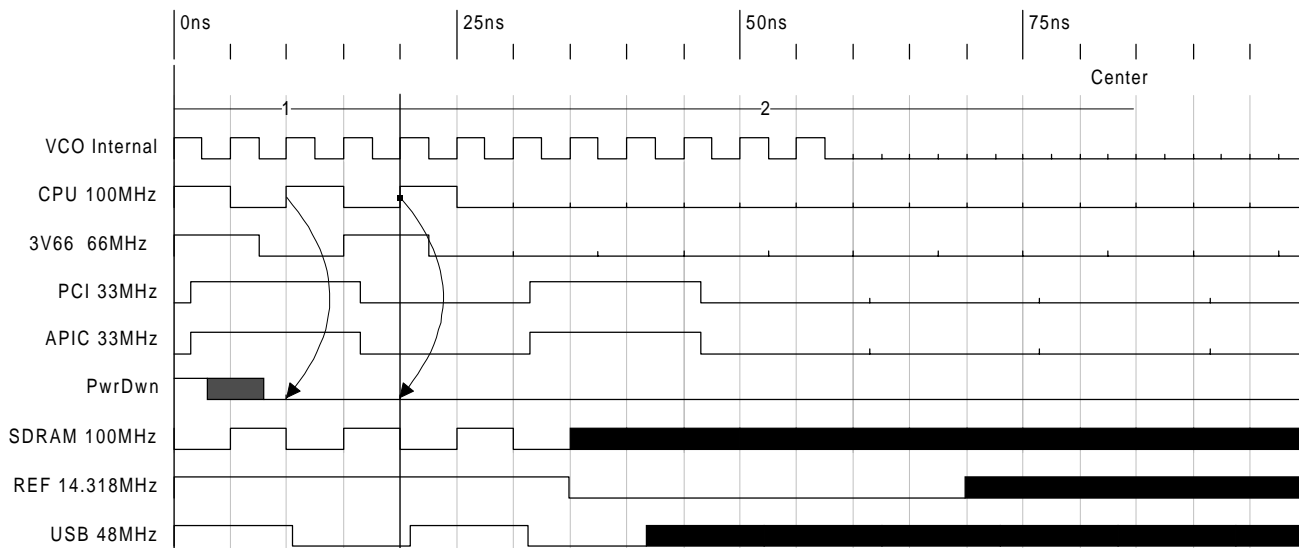 0ns 25ns 50ns 75ns
Center
1 2
VCO Internal
CPU 100MHz
3V66 66MHz
PCI 33MHz
APIC 33MHz
PwrDwn
SDRAM 100MHz
REF 14.318MHz
USB 48MHz